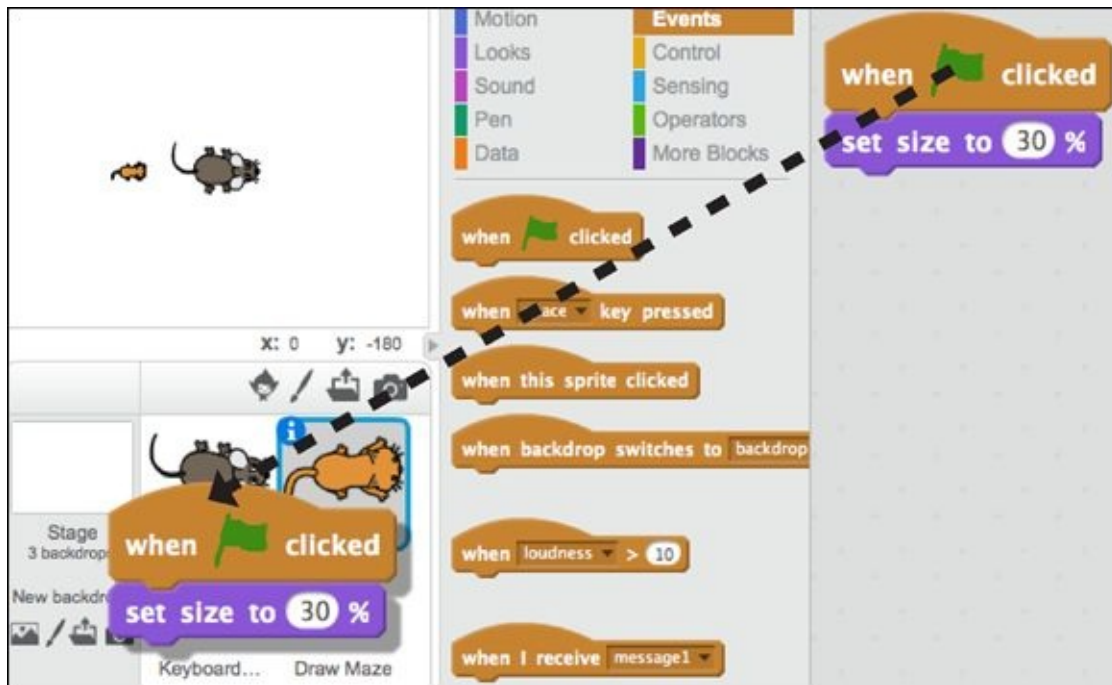 Motion
Events
Looks
Control
Sound
Sensing
Pen
Operators
Data
More Blocks
when clicked
set size to 30 %
when clicked
when key pressed
when this sprite clicked
when backdrop switches to backdrop
when loudness > 10
when I receive message1
x: 0 y: -180
Stage
3 backdrops
New
when clicked
set size to 30 %
Keyboard...
Draw Maze